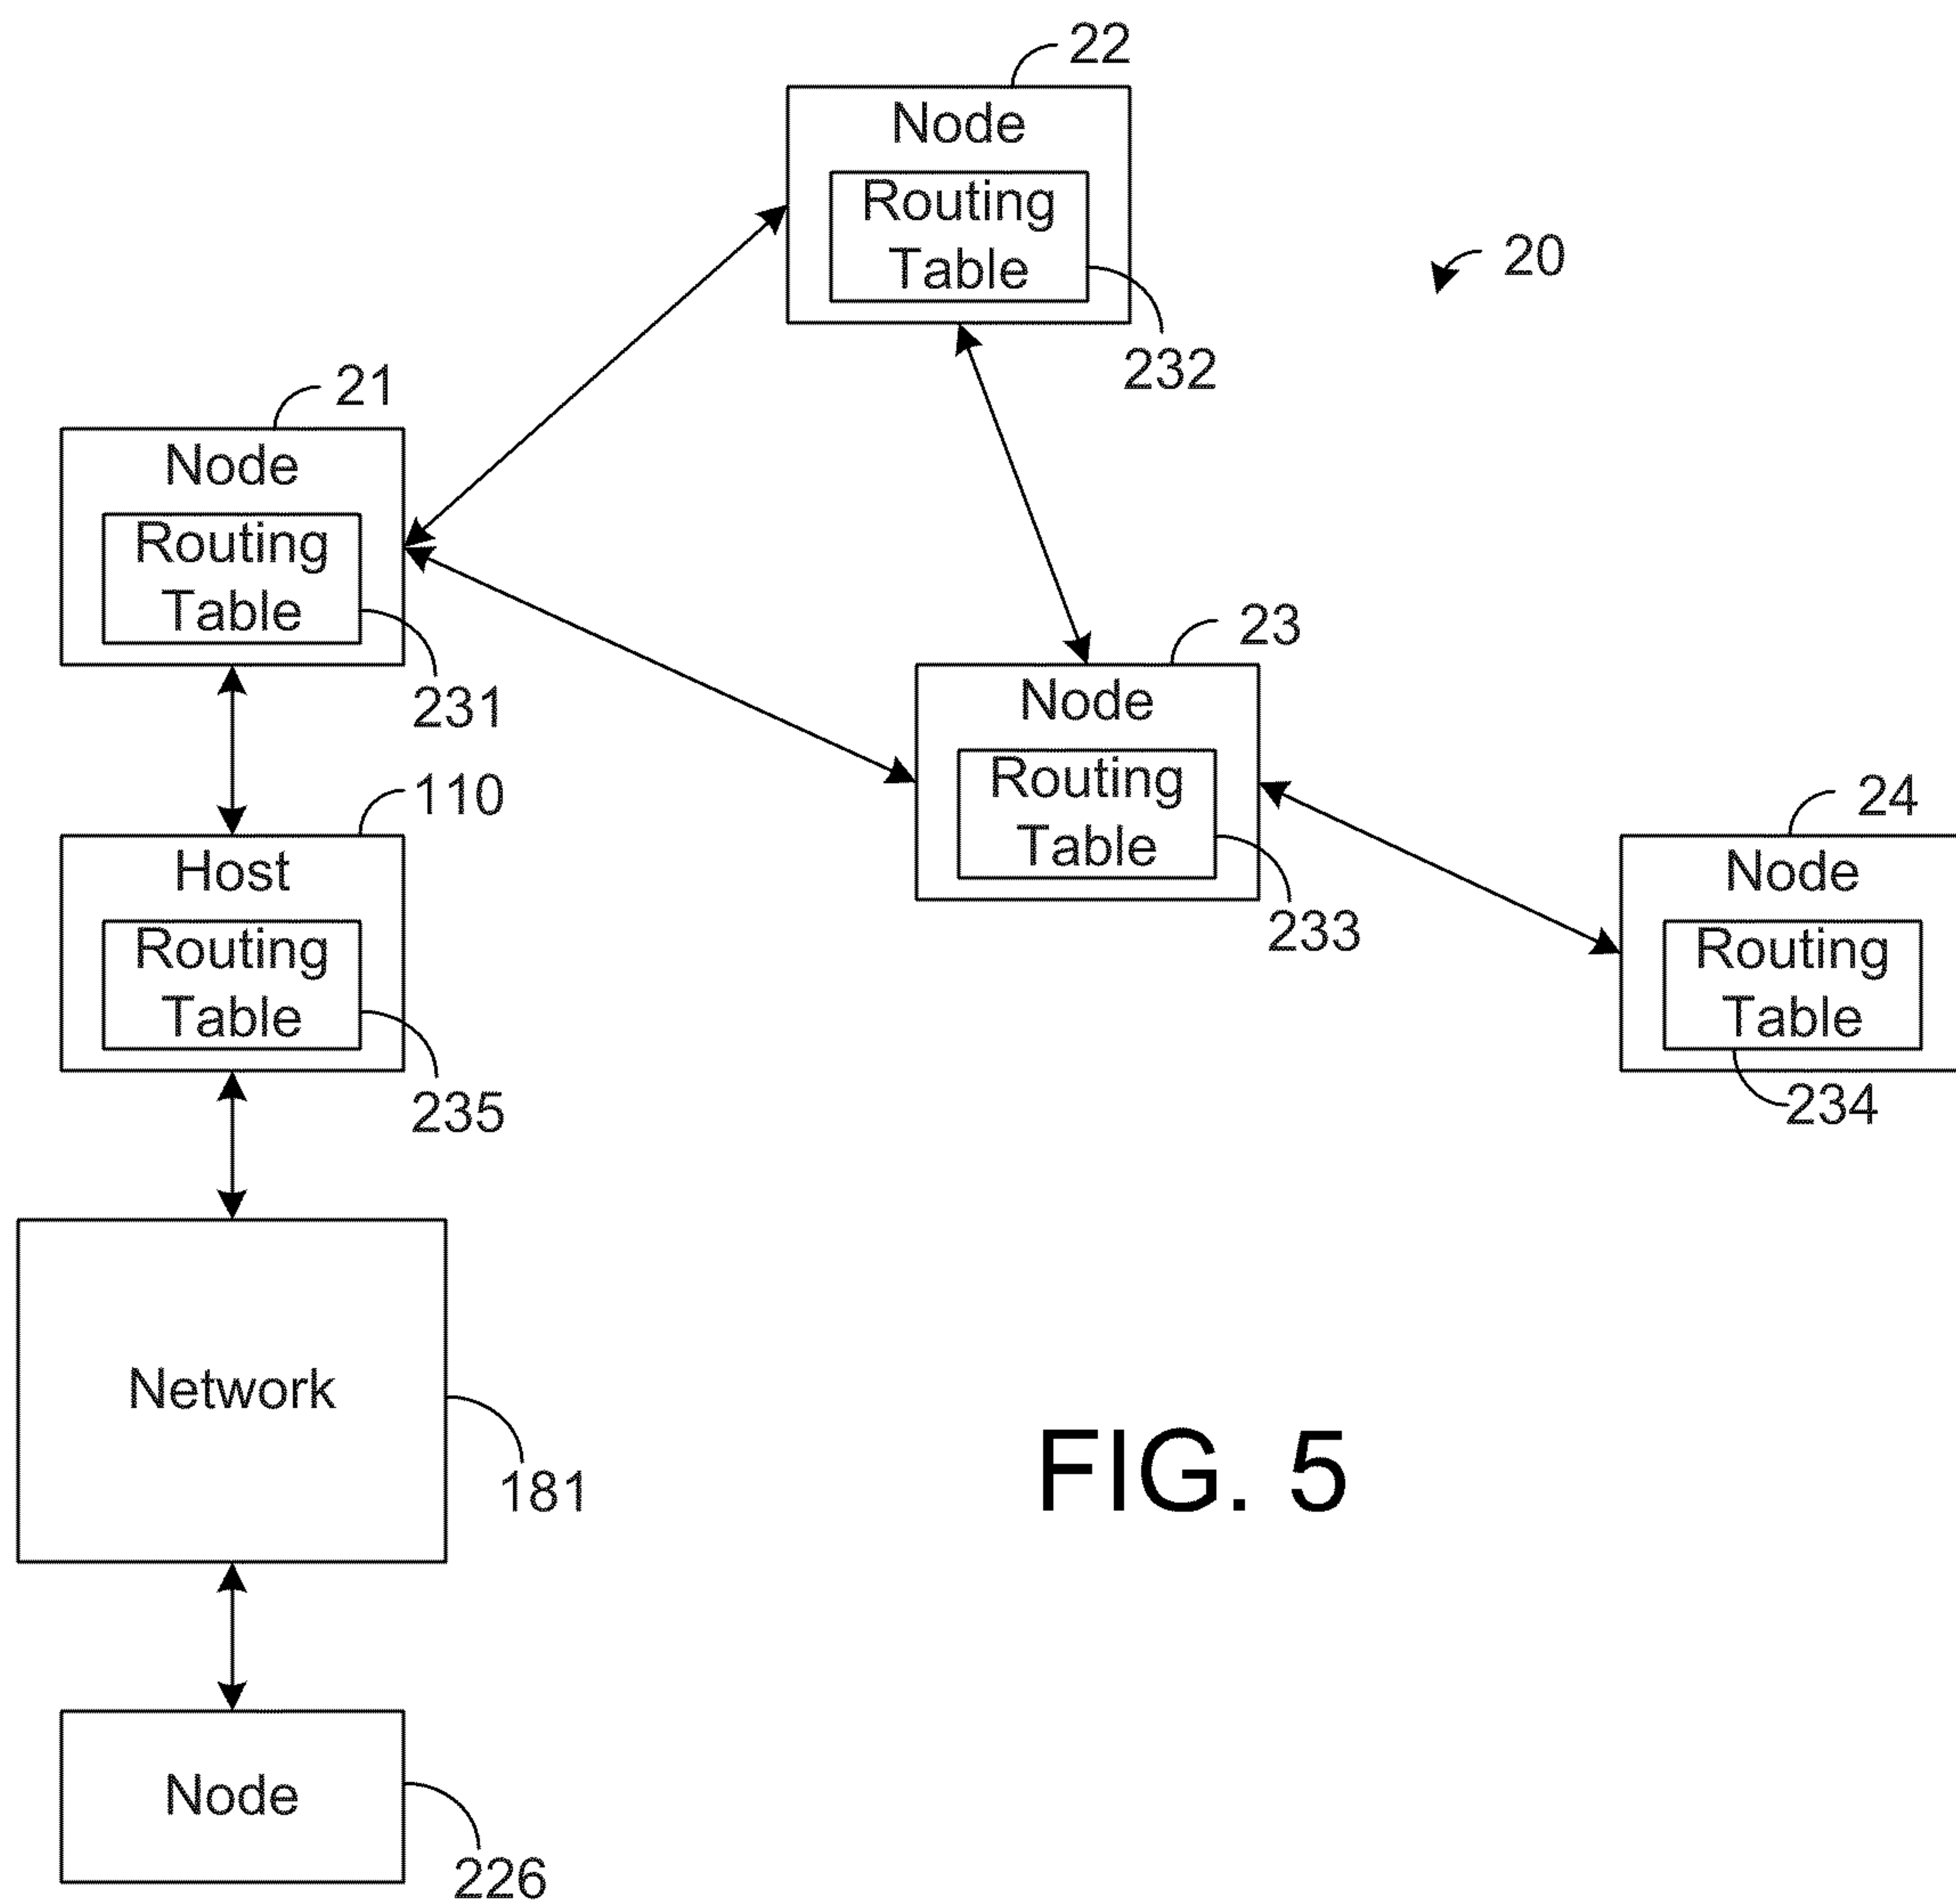 22
Node
Routing
Table
232
20
21
Node
Routing
Table
231
23
Node
Routing
Table
233
110
Host
Routing
Table
235
24
Node
Routing
Table
234
Network
181
FIG. 5
Node
226